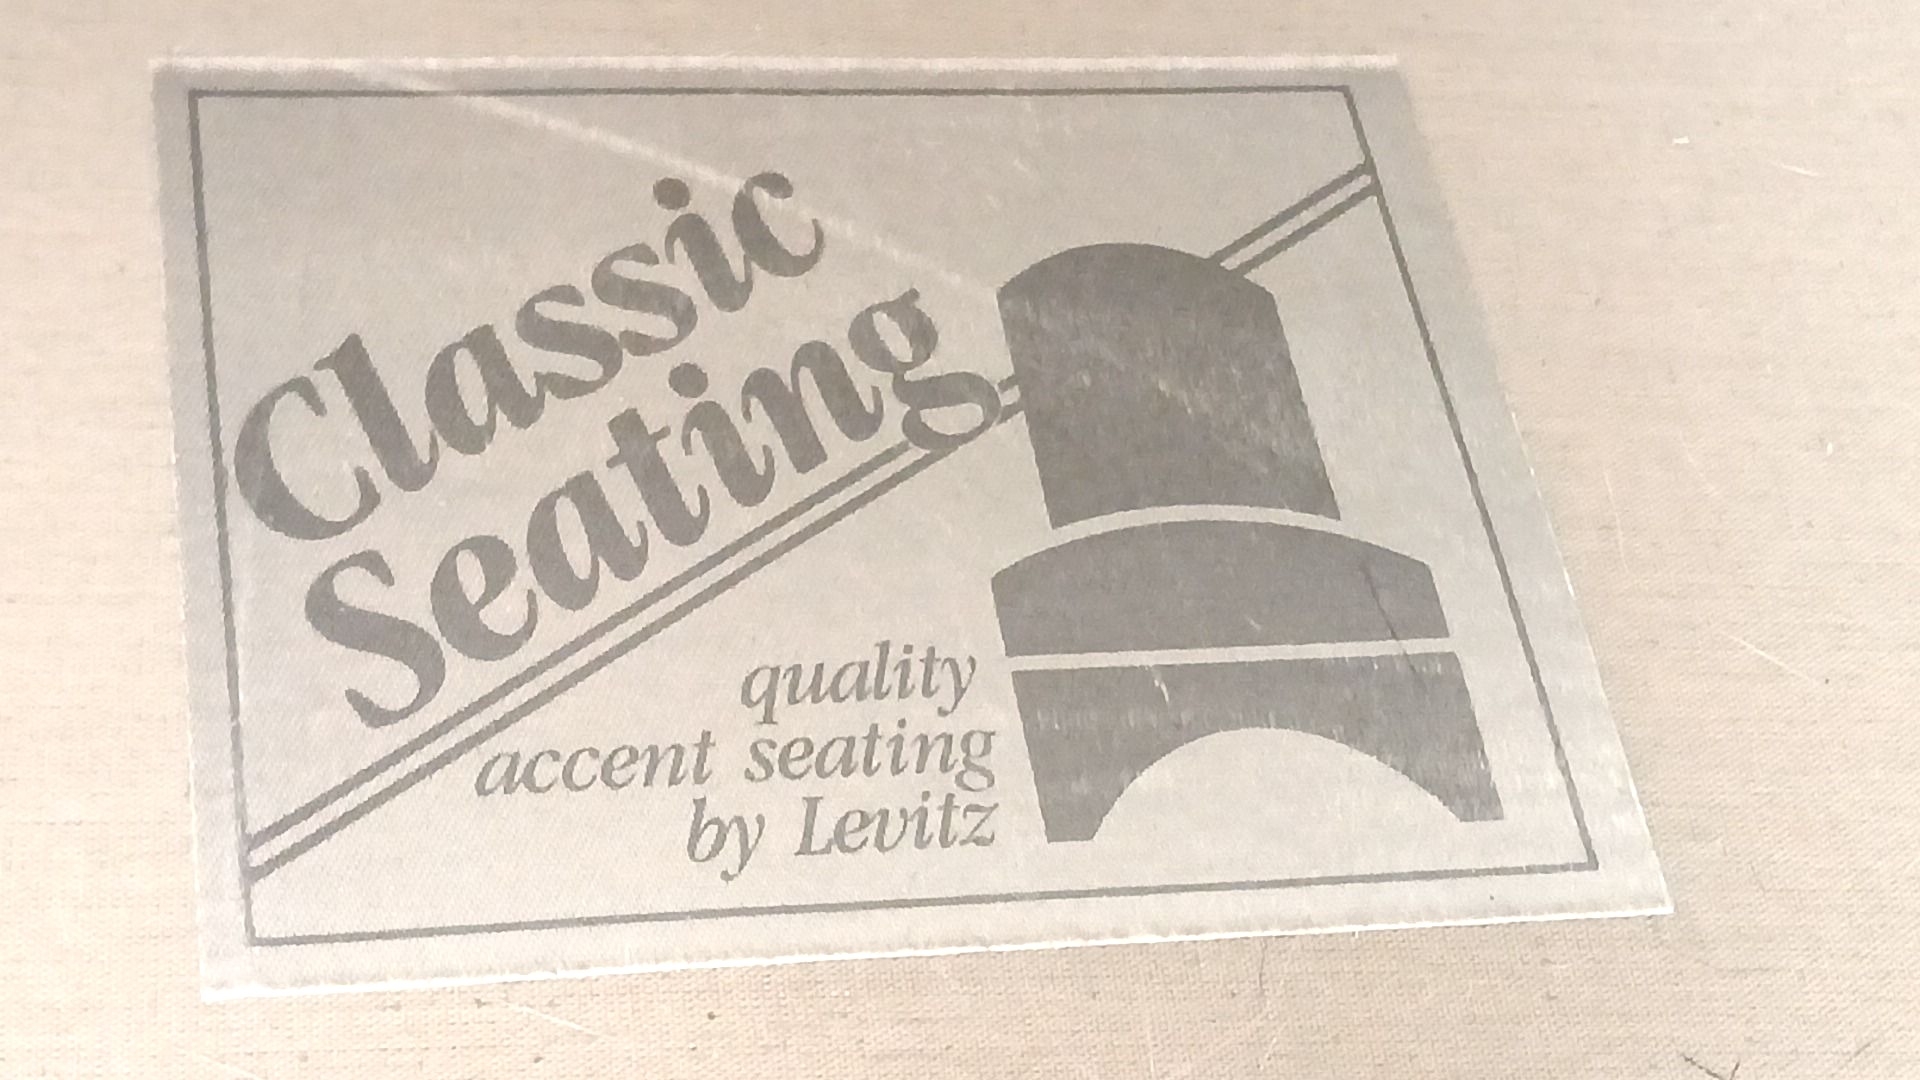 Classic
Seating
quality
accent seating
by Levitz